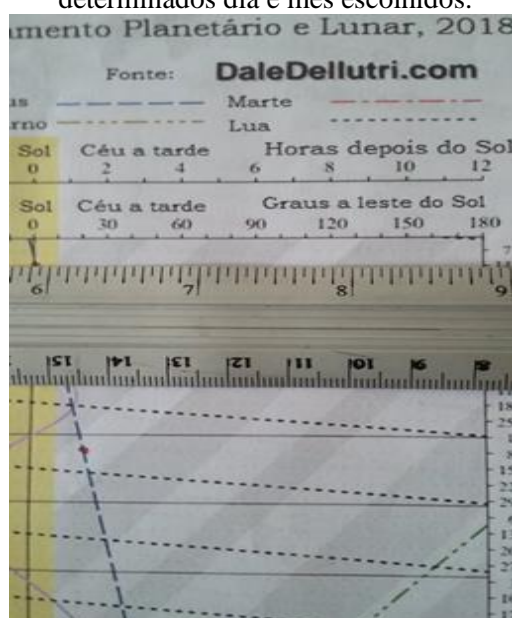 determinados dia e mês escolhidos.
mento Planetário e Lunar, 2018
Fonte: DaleDellutri.com
Marte
rno Lua
Sol Céu a tarde Horas depois do Sol
0 2 4 6 8 10 12
Sol Céu a tarde Graus a leste do Sol
0 30 60 90 120 150 180
6 7 8 9
15 14 13 12 11 10 9 8